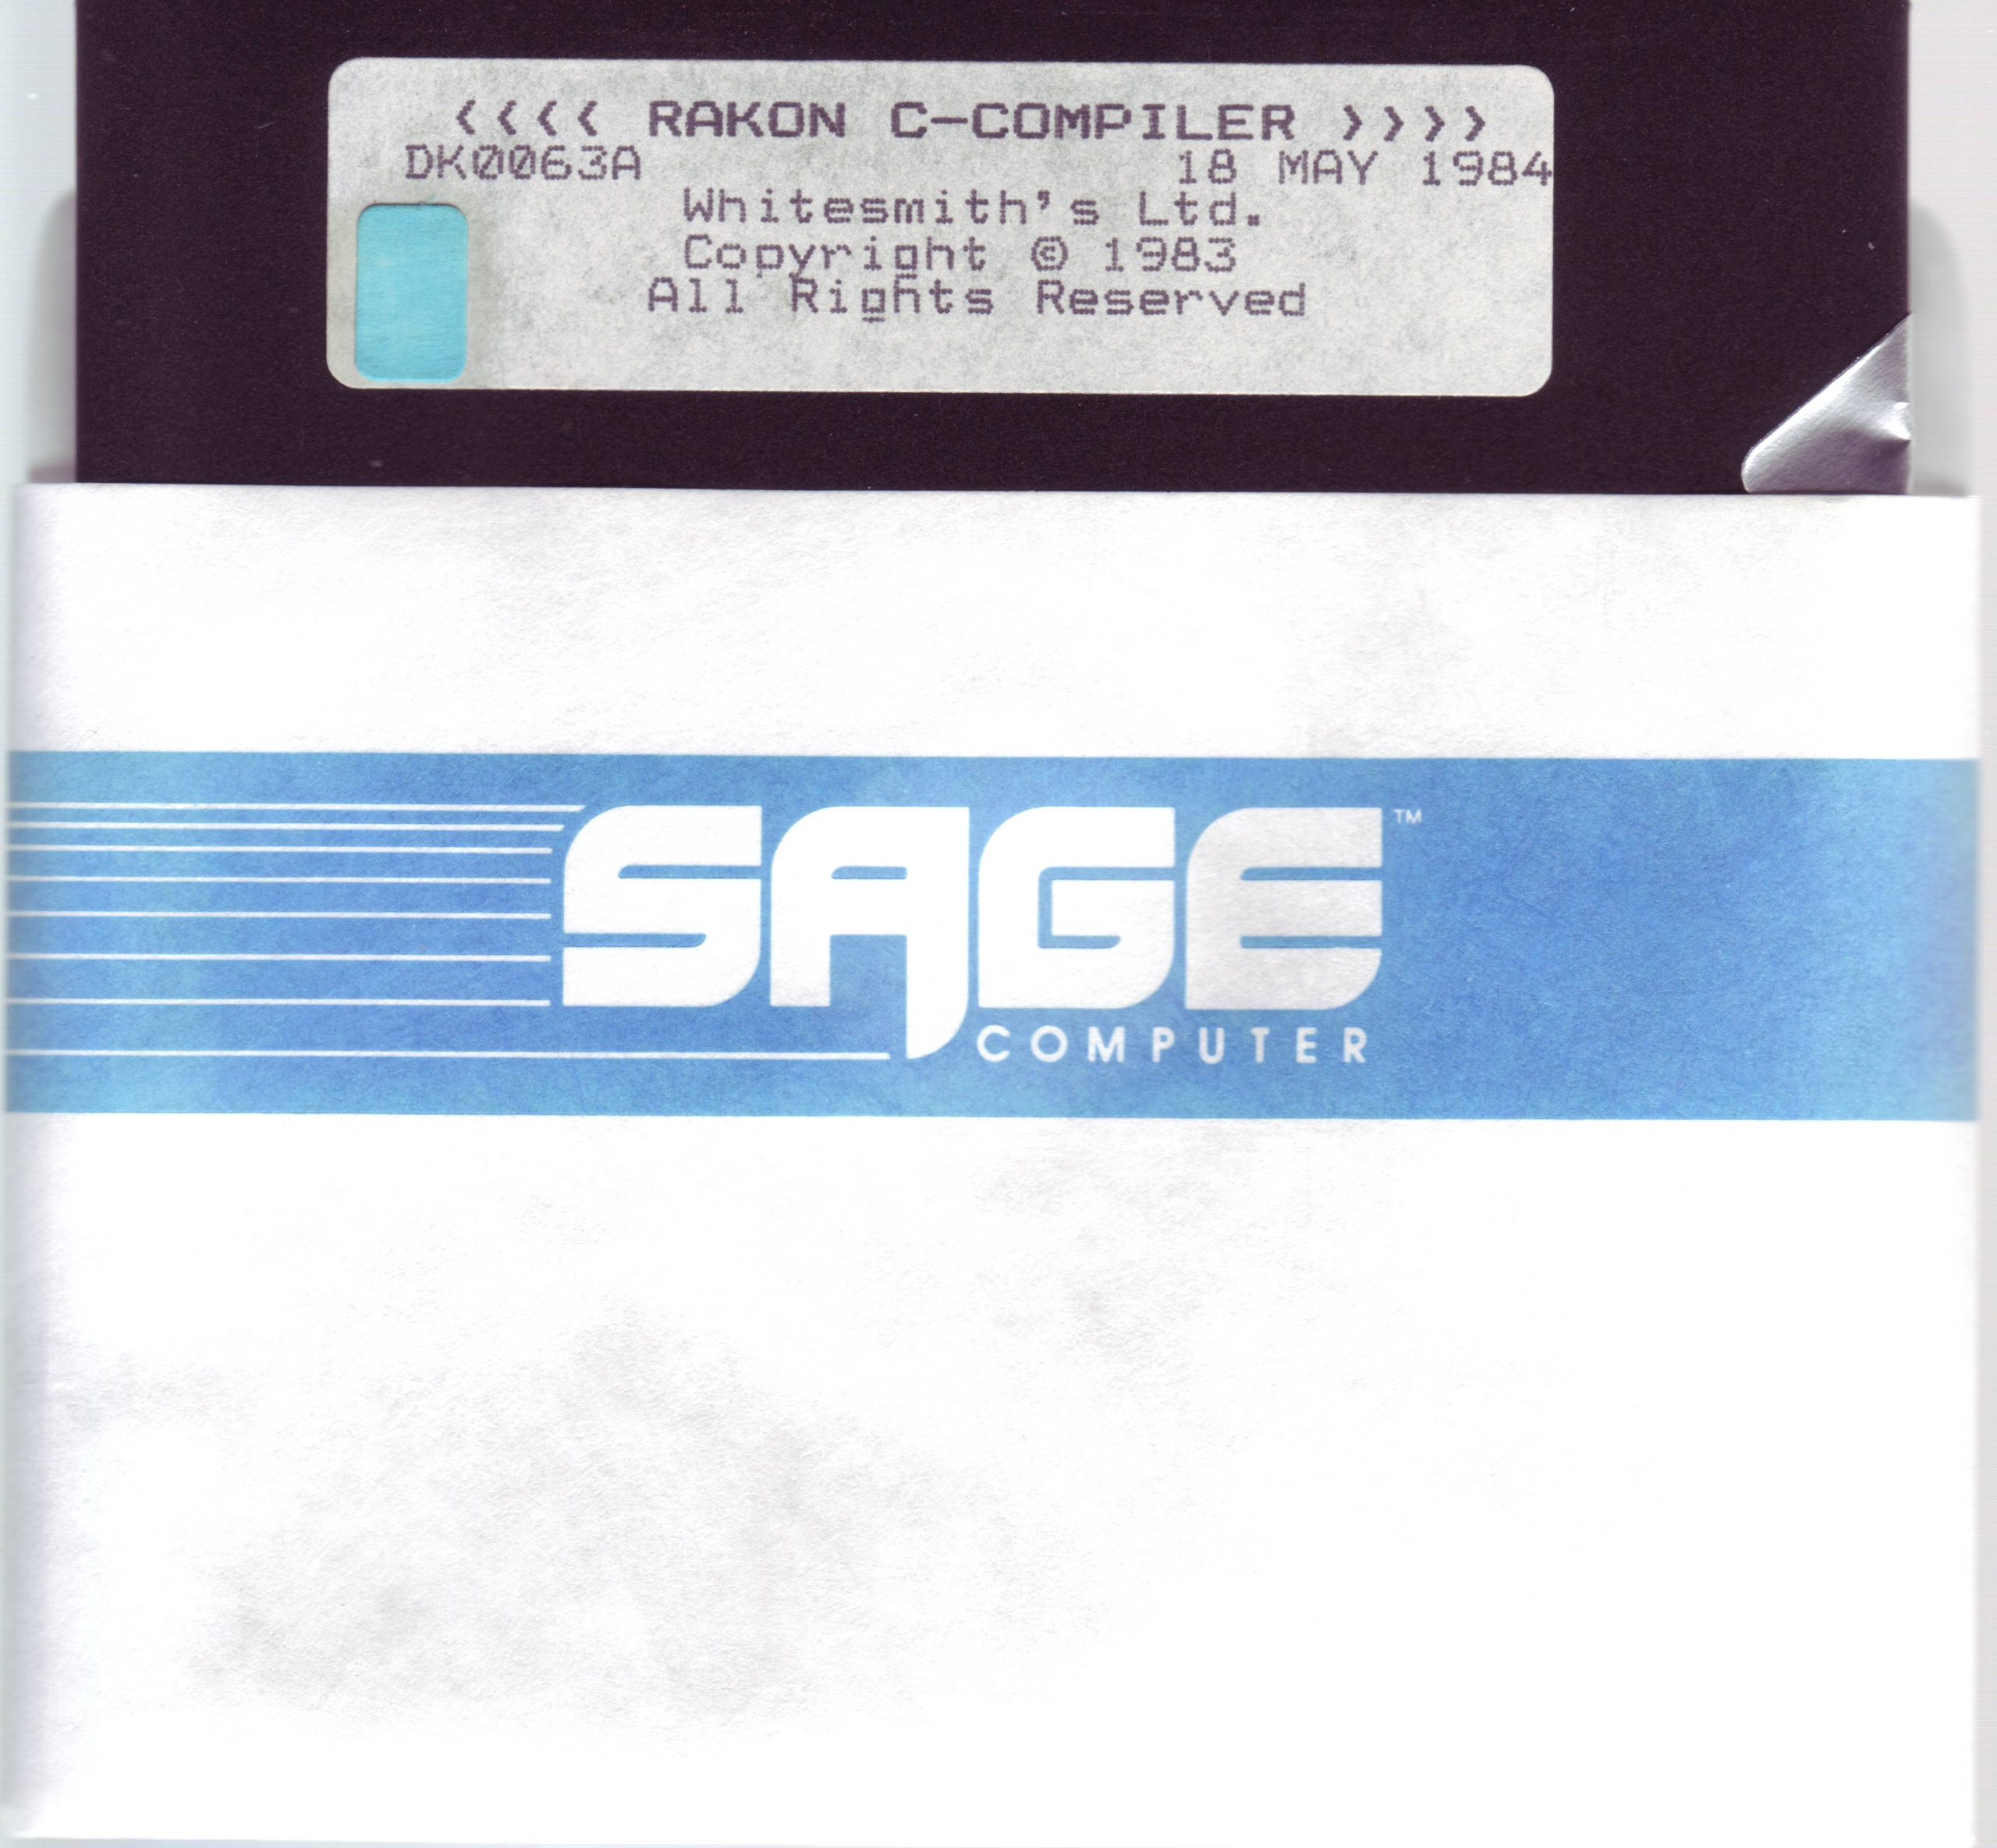 <<<< RAKON C-COMPILER >>>>
DK0063A 18 MAY 1984
Whitesmith's Ltd.
Copyright © 1983
All Rights Reserved
SAGE™
COMPUTER